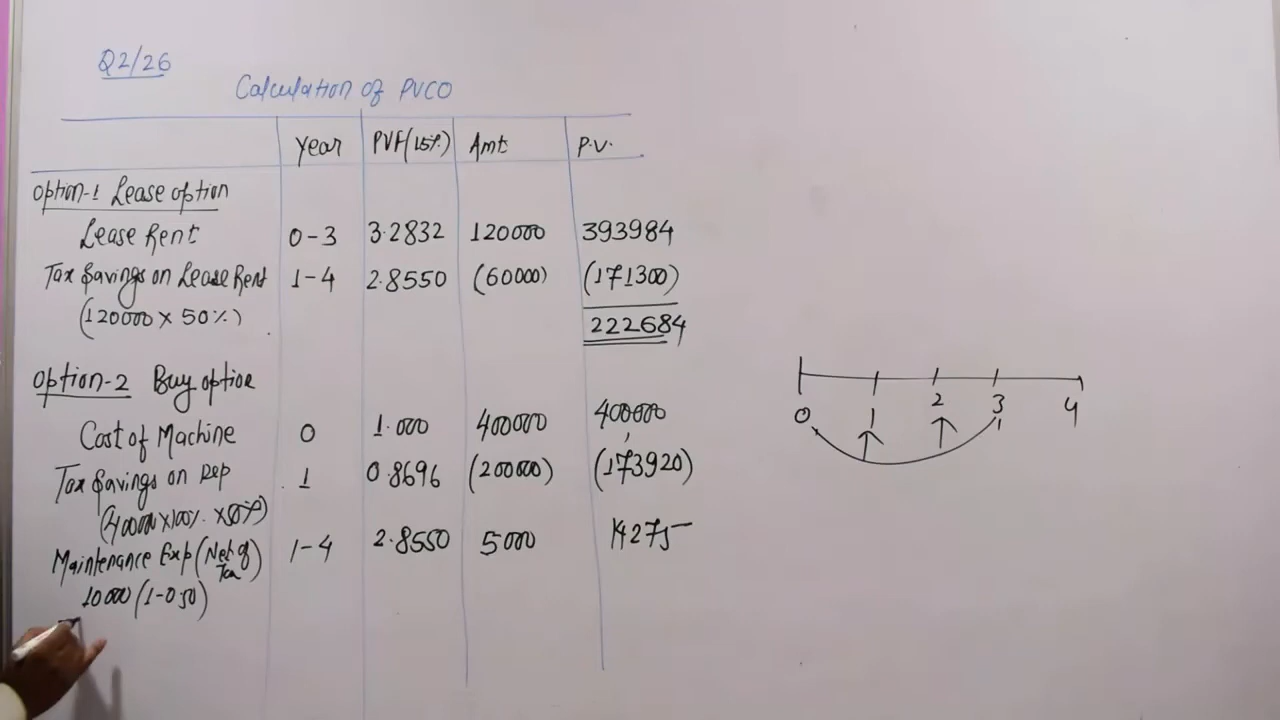 Q2/26
Calculation of PVCO
Year PVF(15%) Amt P.V.
Option-1 Lease option
Lease Rent 0-3 3.2832 120000 393984
Tax Savings on Lease Rent 1-4 2.8550 (60000) (171300)
(120000 x 50%) 222684
Option-2 Buy option
Cost of Machine 0 1.000 400000 400000
Tax Savings on Dep 1 0.8696 (200000) (173920)
(400000x100% x50%)
Maintenance Exp (Net of Tax) 1-4 2.8550 5000 14275
10000 (1-0.50)
0 1 2 3 4